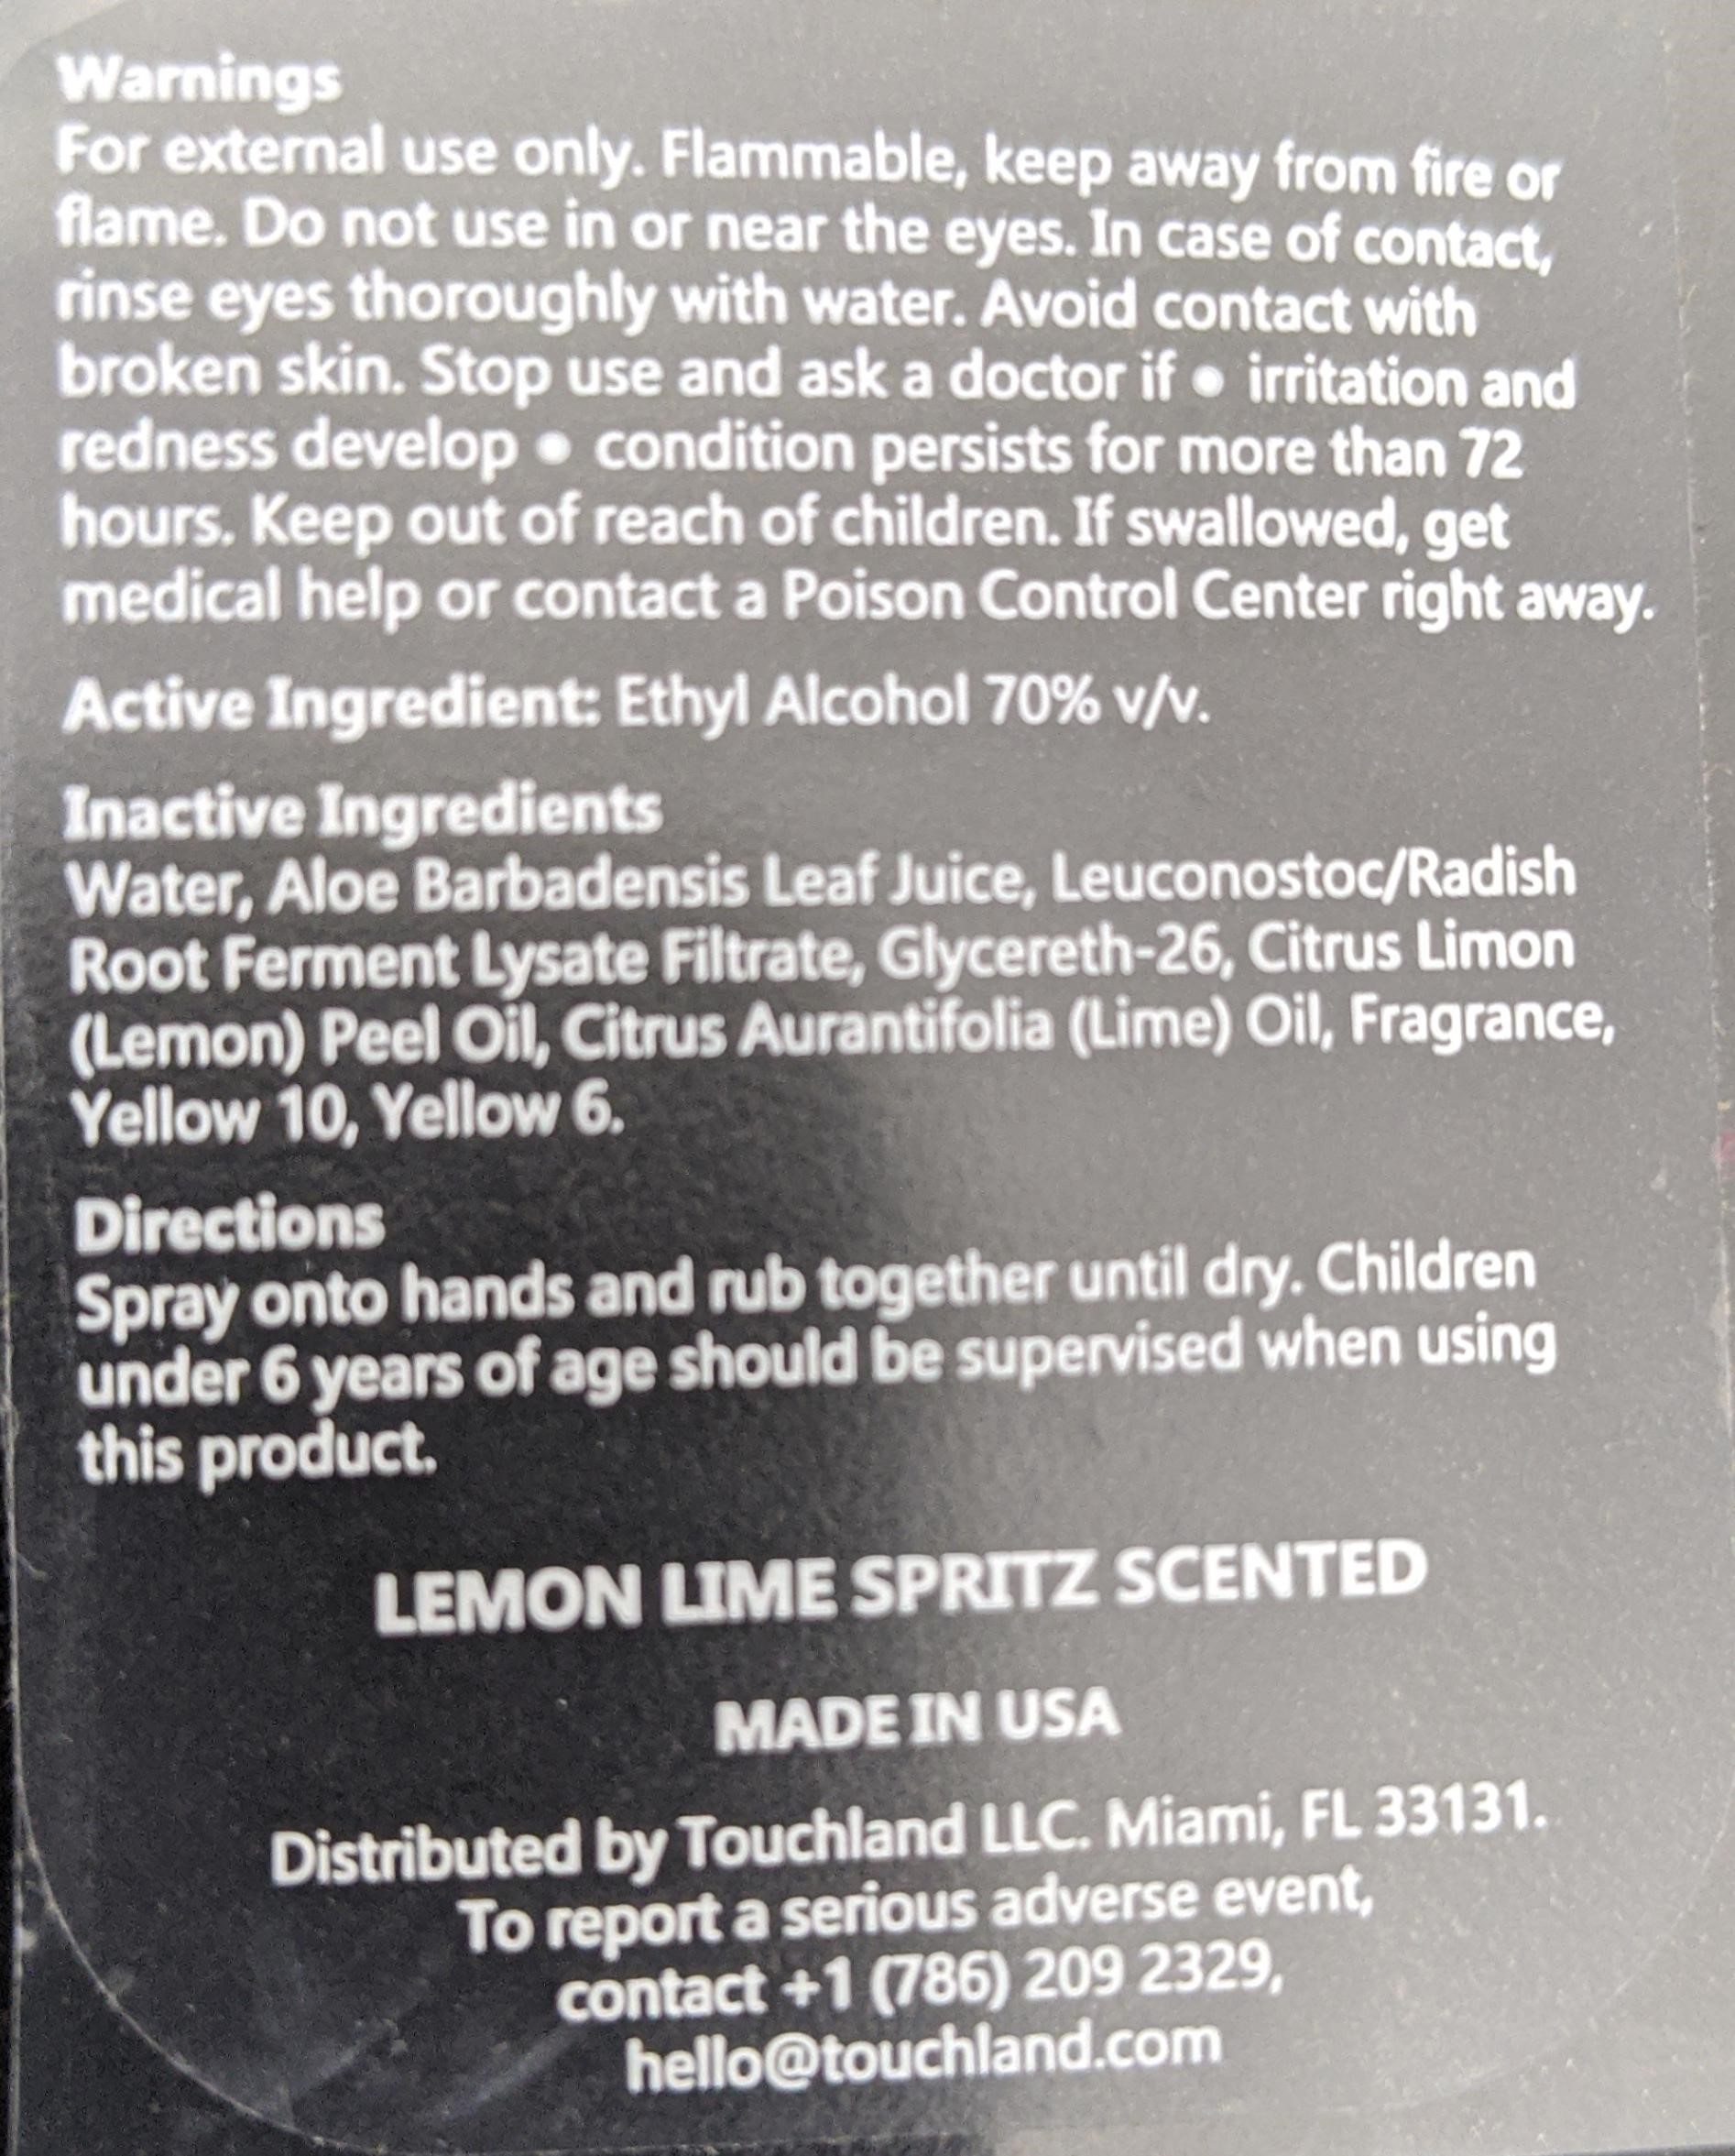 Warnings
For external use only. Flammable, keep away from fire or
flame. Do not use in or near the eyes. In case of contact,
rinse eyes thoroughly with water. Avoid contact with
broken skin. Stop use and ask a doctor if • irritation and
redness develop • condition persists for more than 72
hours. Keep out of reach of children. If swallowed, get
medical help or contact a Poison Control Center right away.
Active Ingredient: Ethyl Alcohol 70% v/v.
Inactive Ingredients
Water, Aloe Barbadensis Leaf Juice, Leuconostoc/Radish
Root Ferment Lysate Filtrate, Glycereth-26, Citrus Limon
(Lemon) Peel Oil, Citrus Aurantifolia (Lime) Oil, Fragrance,
Yellow 10, Yellow 6.
Directions
Spray onto hands and rub together until dry. Children
under 6 years of age should be supervised when using
this product.
LEMON LIME SPRITZ SCENTED
MADE IN USA
Distributed by Touchland LLC. Miami, FL 33131.
To report a serious adverse event,
contact +1 (786) 209 2329,
hello@touchland.com